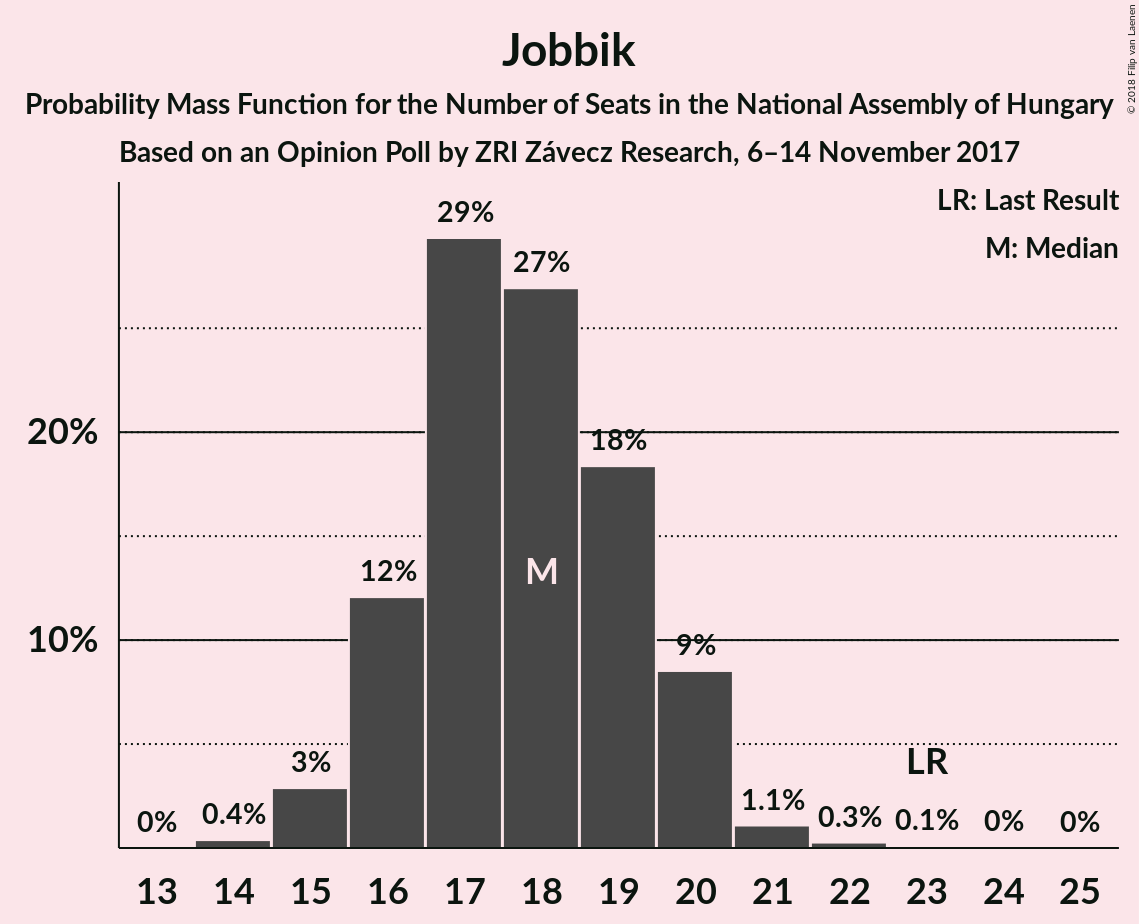 Jobbik
Probability Mass Function for the Number of Seats in the National Assembly of Hungary
Based on an Opinion Poll by ZRI Závecz Research, 6–14 November 2017
© 2018 Filip van Laenen
LR: Last Result
M: Median
20%
10%
0%
0.4%
3%
12%
29%
27%
18%
9%
1.1%
0.3%
0.1%
0%
0%
M
LR
13 14 15 16 17 18 19 20 21 22 23 24 25